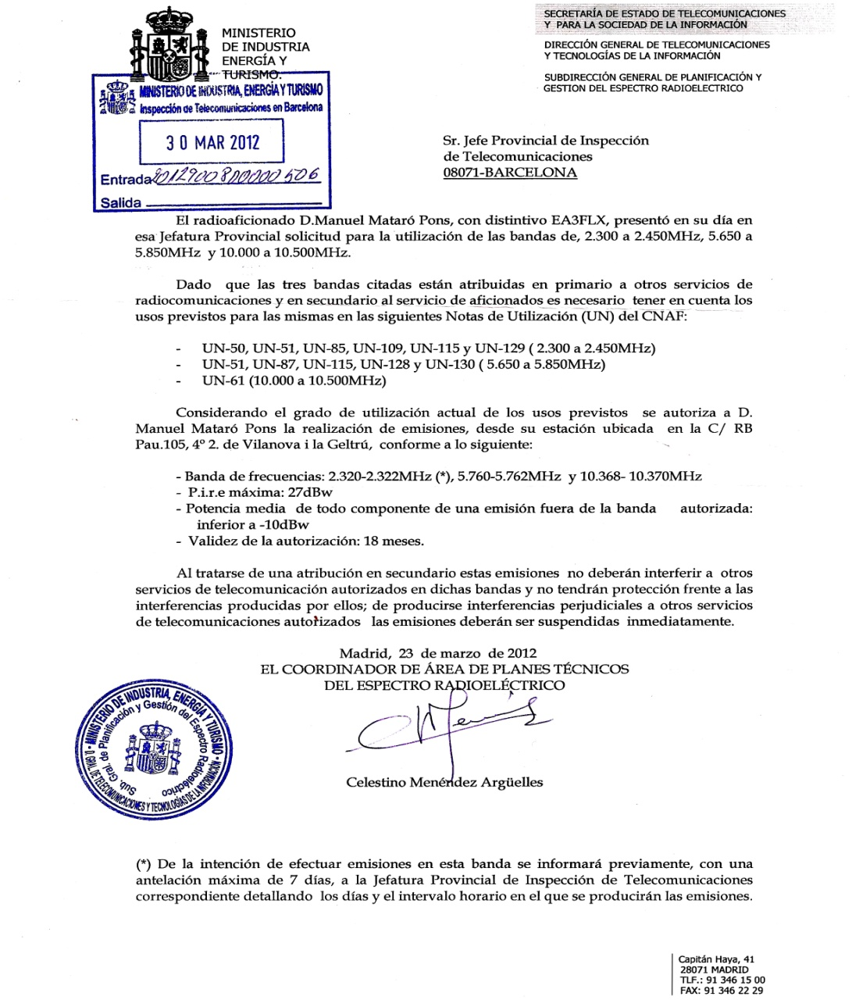 MINISTERIO
DE INDUSTRIA
ENERGÍA Y
TURISMO.
SECRETARÍA DE ESTADO DE TELECOMUNICACIONES
Y PARA LA SOCIEDAD DE LA INFORMACIÓN
DIRECCIÓN GENERAL DE TELECOMUNICACIONES
Y TECNOLOGÍAS DE LA INFORMACIÓN
SUBDIRECCIÓN GENERAL DE PLANIFICACIÓN Y
GESTION DEL ESPECTRO RADIOELECTRICO
MINISTERIO DE INDUSTRIA, ENERGÍA Y TURISMO
Inspección de Telecomunicaciones en Barcelona
30 MAR 2012
Entrada 201290080000506
Salida
Sr. Jefe Provincial de Inspección
de Telecomunicaciones
08071-BARCELONA
El radioaficionado D.Manuel Mataró Pons, con distintivo EA3FLX, presentó en su día en
esa Jefatura Provincial solicitud para la utilización de las bandas de, 2.300 a 2.450MHz, 5.650 a
5.850MHz y 10.000 a 10.500MHz.
Dado que las tres bandas citadas están atribuidas en primario a otros servicios de
radiocomunicaciones y en secundario al servicio de aficionados es necesario tener en cuenta los
usos previstos para las mismas en las siguientes Notas de Utilización (UN) del CNAF:
- UN-50, UN-51, UN-85, UN-109, UN-115 y UN-129 ( 2.300 a 2.450MHz)
- UN-51, UN-87, UN-115, UN-128 y UN-130 ( 5.650 a 5.850MHz)
- UN-61 (10.000 a 10.500MHz)
Considerando el grado de utilización actual de los usos previstos se autoriza a D.
Manuel Mataró Pons la realización de emisiones, desde su estación ubicada en la C/ RB
Pau.105, 4º 2. de Vilanova i la Geltrú, conforme a lo siguiente:
- Banda de frecuencias: 2.320-2.322MHz (*), 5.760-5.762MHz y 10.368- 10.370MHz
- P.i.r.e máxima: 27dBw
- Potencia media de todo componente de una emisión fuera de la banda autorizada:
inferior a -10dBw
- Validez de la autorización: 18 meses.
Al tratarse de una atribución en secundario estas emisiones no deberán interferir a otros
servicios de telecomunicación autorizados en dichas bandas y no tendrán protección frente a las
interferencias producidas por ellos; de producirse interferencias perjudiciales a otros servicios
de telecomunicaciones autorizados las emisiones deberán ser suspendidas inmediatamente.
Madrid, 23 de marzo de 2012
EL COORDINADOR DE ÁREA DE PLANES TÉCNICOS
DEL ESPECTRO RADIOELÉCTRICO
MINISTERIO DE INDUSTRIA, ENERGÍA Y TURISMO
D. GRAL. DE TELECOMUNICACIONES Y TECNOLOGÍAS DE LA INFORMACIÓN
Sub. Gral. de Planificación y Gestión del Espectro Radioeléctrico
Celestino Menéndez Argüelles
(*) De la intención de efectuar emisiones en esta banda se informará previamente, con una
antelación máxima de 7 días, a la Jefatura Provincial de Inspección de Telecomunicaciones
correspondiente detallando los días y el intervalo horario en el que se producirán las emisiones.
Capitán Haya, 41
28071 MADRID
TLF.: 91 346 15 00
FAX: 91 346 22 29